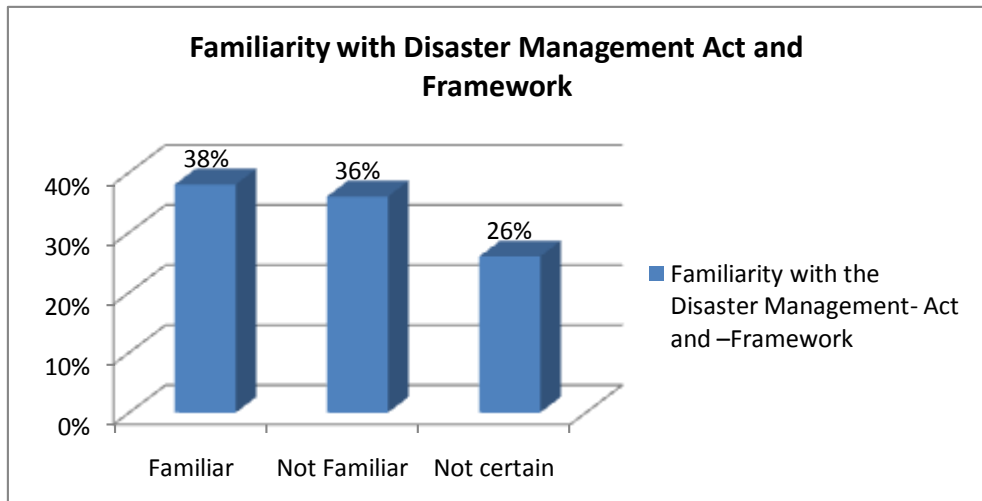 Familiarity with Disaster Management Act and
Framework
38%
36%
26%
40%
30%
20%
10%
0%
Familiar
Not Familiar
Not certain
Familiarity with the
Disaster Management- Act
and –Framework